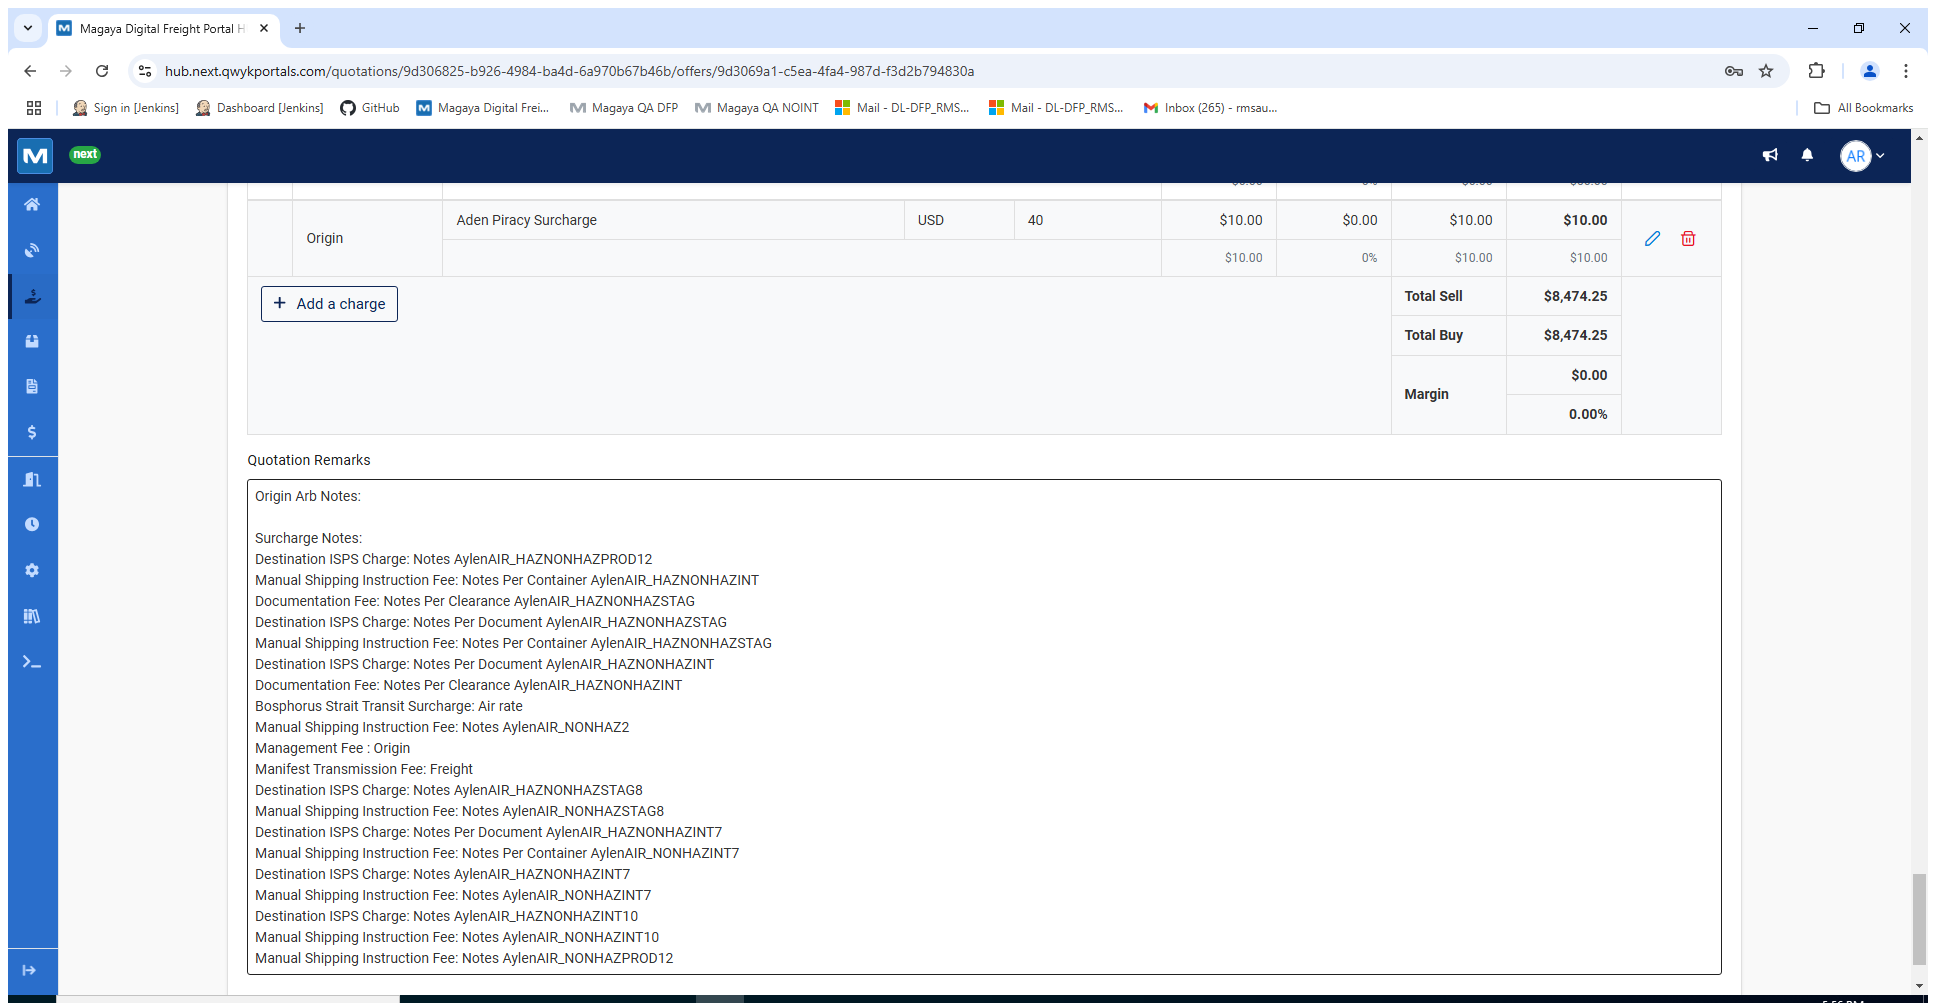 Magaya Digital Freight Portal H
hub.next.qwykportals.com/quotations/9d306825-b926-4984-ba4d-6a970b67b46b/offers/9d3069a1-c5ea-4fa4-987d-f3d2b794830a
Sign in [Jenkins]
Dashboard [Jenkins]
GitHub
Magaya Digital Frei...
Magaya QA DFP
Magaya QA NOINT
Mail - DL-DFP_RMS...
Mail - DL-DFP_RMS...
Inbox (265) - rmsau...
All Bookmarks
next
AR
Origin
Aden Piracy Surcharge
USD
40
$10.00
$0.00
$10.00
$10.00
$10.00
0%
$10.00
$10.00
+ Add a charge
Total Sell
$8,474.25
Total Buy
$8,474.25
Margin
$0.00
0.00%
Quotation Remarks
Origin Arb Notes:
Surcharge Notes:
Destination ISPS Charge: Notes AylenAIR_HAZNONHAZPROD12
Manual Shipping Instruction Fee: Notes Per Container AylenAIR_HAZNONHAZINT
Documentation Fee: Notes Per Clearance AylenAIR_HAZNONHAZSTAG
Destination ISPS Charge: Notes Per Document AylenAIR_HAZNONHAZSTAG
Manual Shipping Instruction Fee: Notes Per Container AylenAIR_HAZNONHAZSTAG
Destination ISPS Charge: Notes Per Document AylenAIR_HAZNONHAZINT
Documentation Fee: Notes Per Clearance AylenAIR_HAZNONHAZINT
Bosphorus Strait Transit Surcharge: Air rate
Manual Shipping Instruction Fee: Notes AylenAIR_NONHAZ2
Management Fee : Origin
Manifest Transmission Fee: Freight
Destination ISPS Charge: Notes AylenAIR_HAZNONHAZSTAG8
Manual Shipping Instruction Fee: Notes AylenAIR_NONHAZSTAG8
Destination ISPS Charge: Notes Per Document AylenAIR_HAZNONHAZINT7
Manual Shipping Instruction Fee: Notes Per Container AylenAIR_NONHAZINT7
Destination ISPS Charge: Notes AylenAIR_HAZNONHAZINT7
Manual Shipping Instruction Fee: Notes AylenAIR_NONHAZINT7
Destination ISPS Charge: Notes AylenAIR_HAZNONHAZINT10
Manual Shipping Instruction Fee: Notes AylenAIR_NONHAZINT10
Manual Shipping Instruction Fee: Notes AylenAIR_NONHAZPROD12